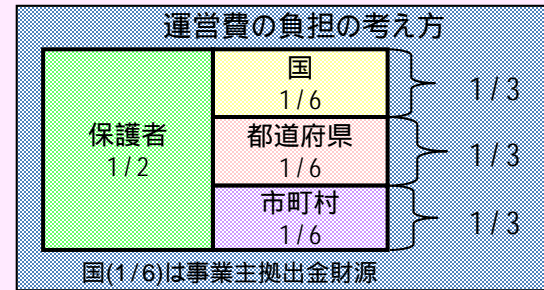 運営費の負担の考え方
保護者
1/2
国
1/6
1/3
都道府県
1/6
1/3
市町村
1/6
1/3
国(1/6)は事業主拠出金財源